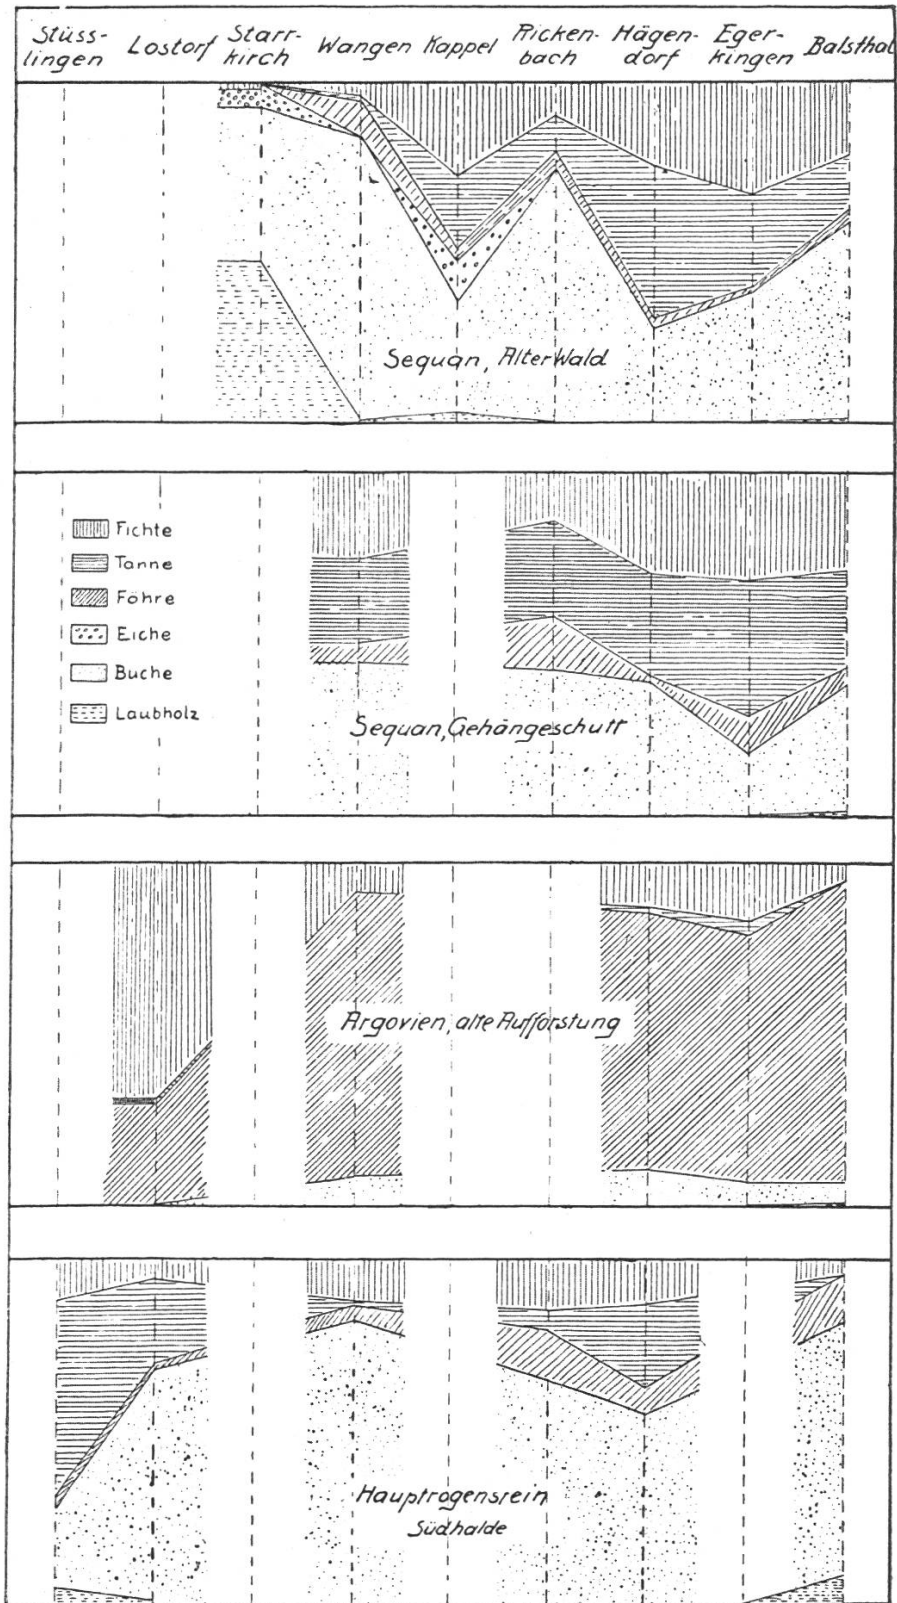 Stüss-
lingen
Lostorf
Starr-
kirch
Wangen
Kappel
Ricken-
bach
Hägen-
dorf
Eger-
kingen
Balsthal
Sequan, Alter Wald
Fichte
Tanne
Föhre
Eiche
Buche
Laubholz
Sequan, Gehängeschutt
Argovien, alte Aufforstung
Hauptrogenstein
Südhalde